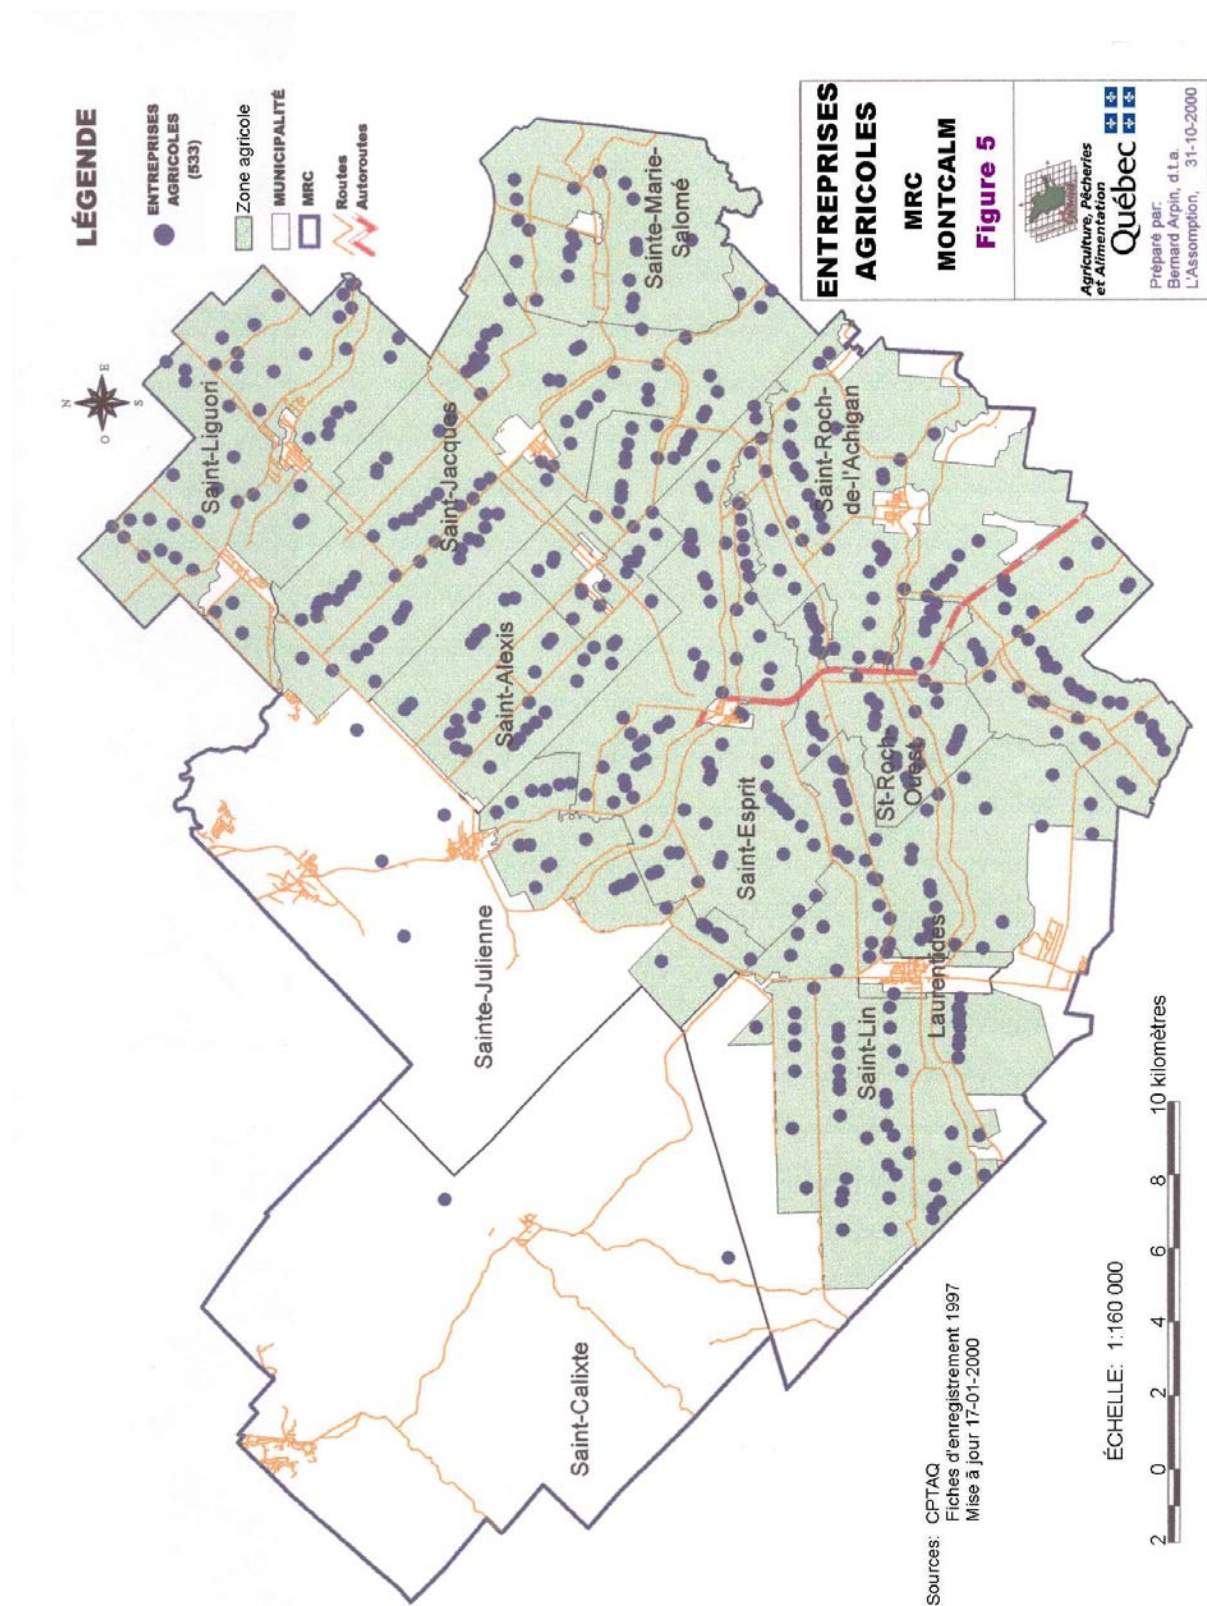 LÉGENDE
ENTREPRISES
AGRICOLES
(533)
Zone agricole
MUNICIPALITÉ
MRC
Routes
Autoroutes
N
E
S
O
Saint-Liguori
Saint-Jacques
Sainte-Marie-
Salomé
Saint-Alexis
Saint-Roch-
de-l'Achigan
Sainte-Julienne
Saint-Esprit
St-Roch-
Ouest
Saint-Calixte
Saint-Lin
Laurentides
Sources: CPTAQ
Fiches d'enregistrement 1997
Mise à jour 17-01-2000
ÉCHELLE: 1:160 000
2 0 2 4 6 8 10 kilomètres
ENTREPRISES
AGRICOLES
MRC
MONTCALM
Figure 5
Agriculture, Pêcheries
et Alimentation
Québec
Préparé par:
Bernard Arpin, d.t.a.
L'Assomption, 31-10-2000